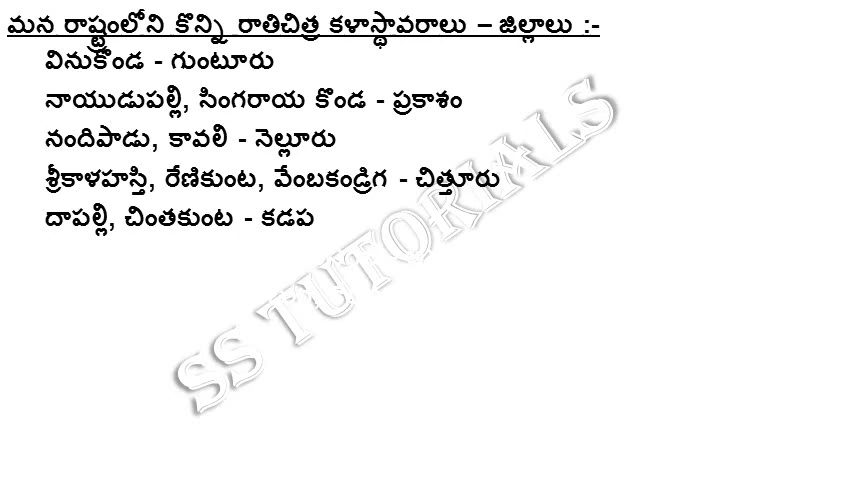 మన రాష్ట్రంలోని కొన్ని రాతిచిత్ర కళాస్థావరాలు – జిల్లాలు :-
వినుకొండ - గుంటూరు
నాయుడుపల్లి, సింగరాయ కొండ - ప్రకాశం
నందిపాడు, కావలి - నెల్లూరు
శ్రీకాళహస్తి, రేణికుంట, వేంబకండ్రిగ - చిత్తూరు
దాపల్లి, చింతకుంట - కడప
SS TUTORIALS